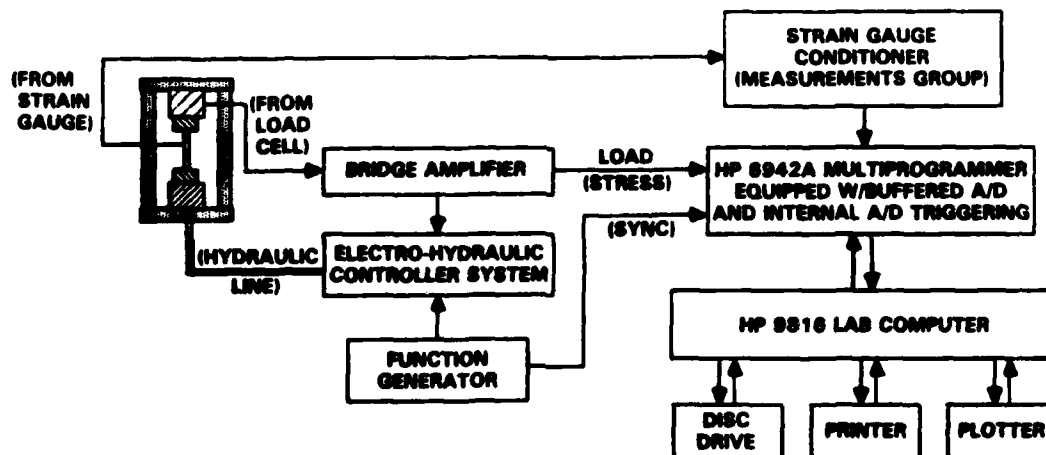 STRAIN GAUGE
CONDITIONER
(MEASUREMENTS GROUP)
(FROM
STRAIN
GAUGE)
(FROM
LOAD
CELL)
BRIDGE AMPLIFIER
LOAD
(STRESS)
HP 6942A MULTIPROGRAMMER
EQUIPPED W/BUFFERED A/D
AND INTERNAL A/D TRIGGERING
(SYNC)
(HYDRAULIC
LINE)
ELECTRO-HYDRAULIC
CONTROLLER SYSTEM
HP 9816 LAB COMPUTER
FUNCTION
GENERATOR
DISC
DRIVE
PRINTER
PLOTTER